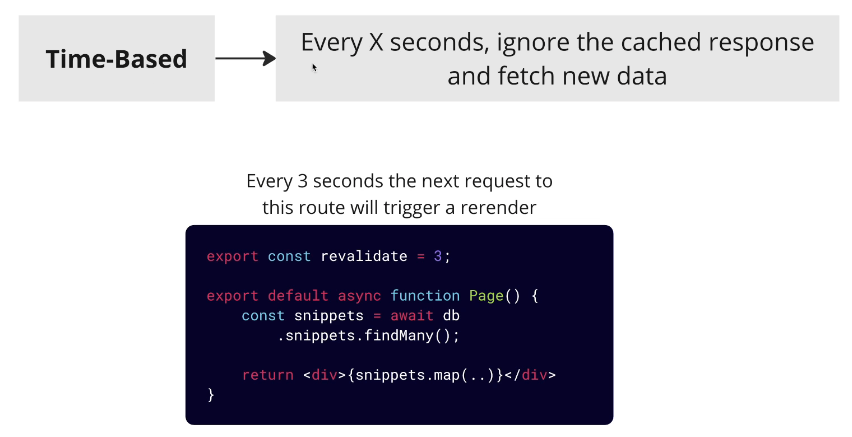 Time-Based
Every X seconds, ignore the cached response
and fetch new data
Every 3 seconds the next request to
this route will trigger a rerender
export const revalidate = 3;
export default async function Page() {
    const snippets = await db
        .snippets.findMany();
    return <div>{snippets.map(..)}</div>
}